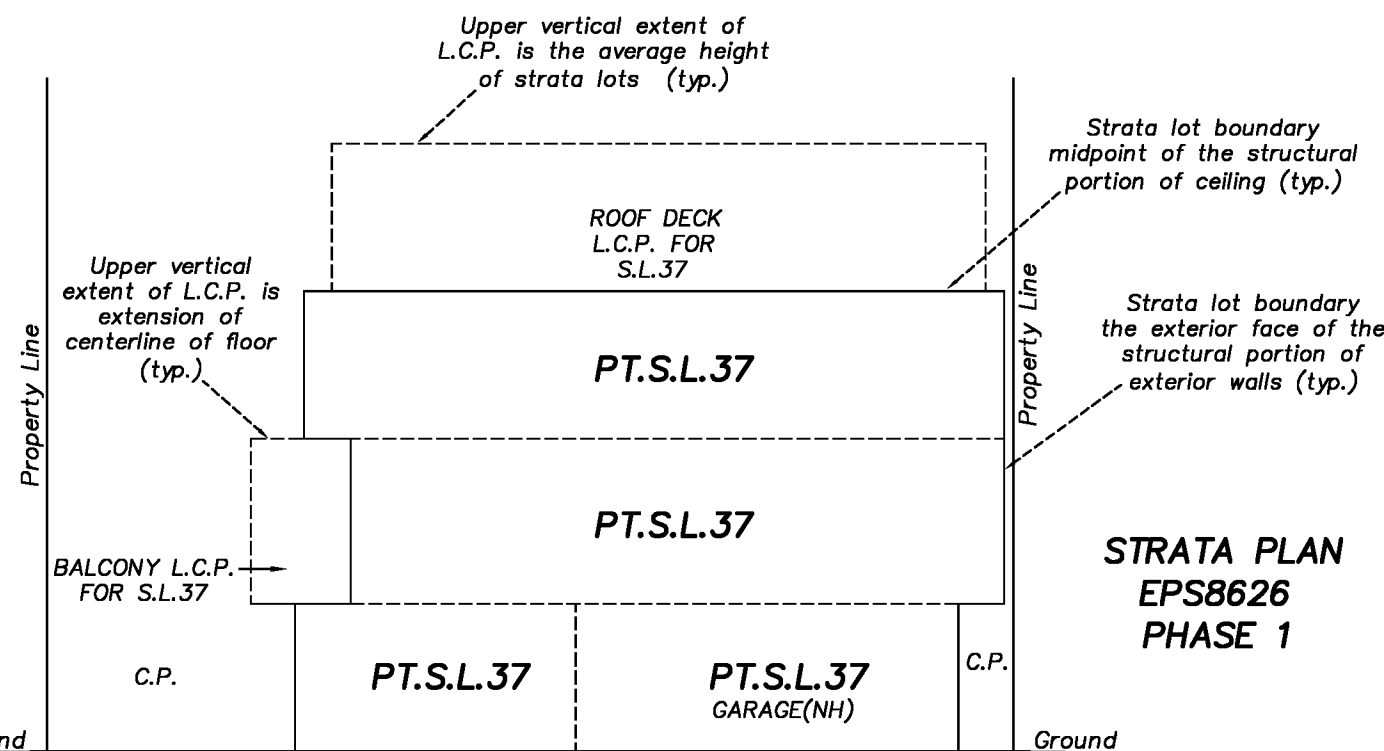 Upper vertical extent of
L.C.P. is the average height
of strata lots (typ.)
Strata lot boundary
midpoint of the structural
portion of ceiling (typ.)
ROOF DECK
L.C.P. FOR
S.L.37
Upper vertical
extent of L.C.P. is
extension of
centerline of floor
(typ.)
Property Line
Property Line
Strata lot boundary
the exterior face of the
structural portion of
exterior walls (typ.)
PT.S.L.37
PT.S.L.37
BALCONY L.C.P.
FOR S.L.37
STRATA PLAN
EPS8626
PHASE 1
C.P.
PT.S.L.37
PT.S.L.37
GARAGE(NH)
C.P.
nd
Ground